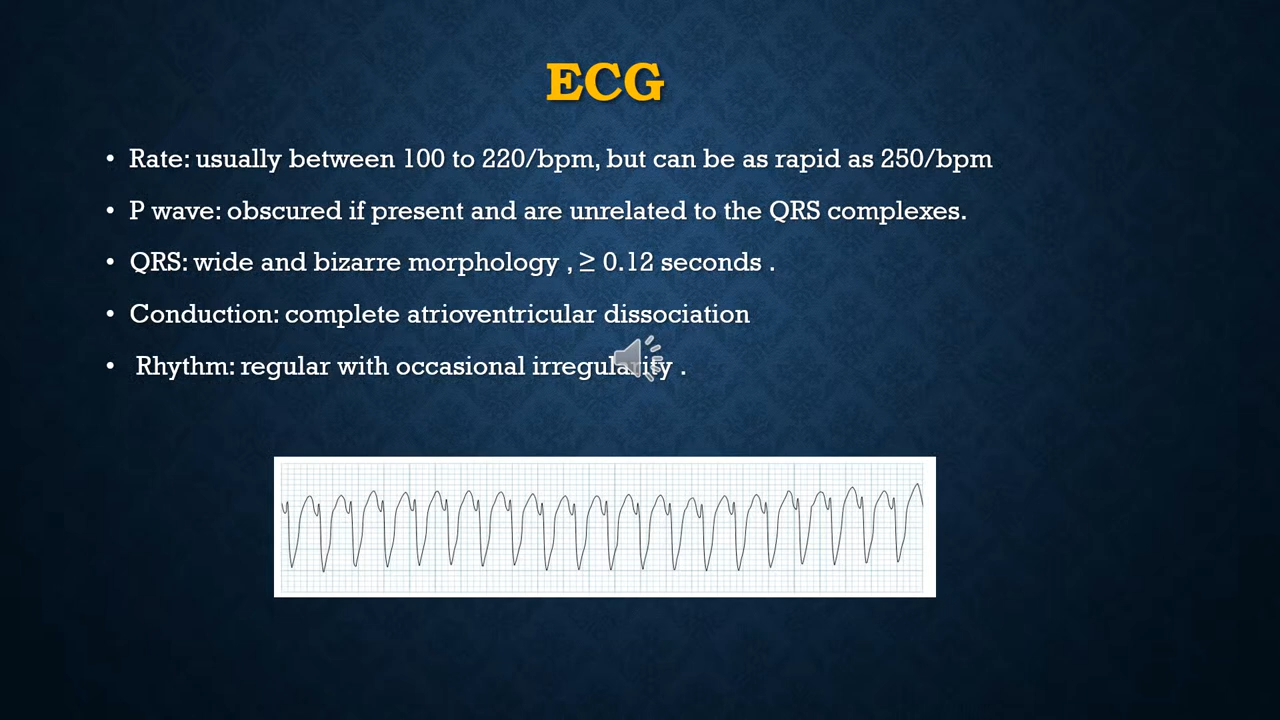 ECG
• Rate: usually between 100 to 220/bpm, but can be as rapid as 250/bpm
• P wave: obscured if present and are unrelated to the QRS complexes.
• QRS: wide and bizarre morphology , ≥ 0.12 seconds .
• Conduction: complete atrioventricular dissociation
• Rhythm: regular with occasional irregularity .